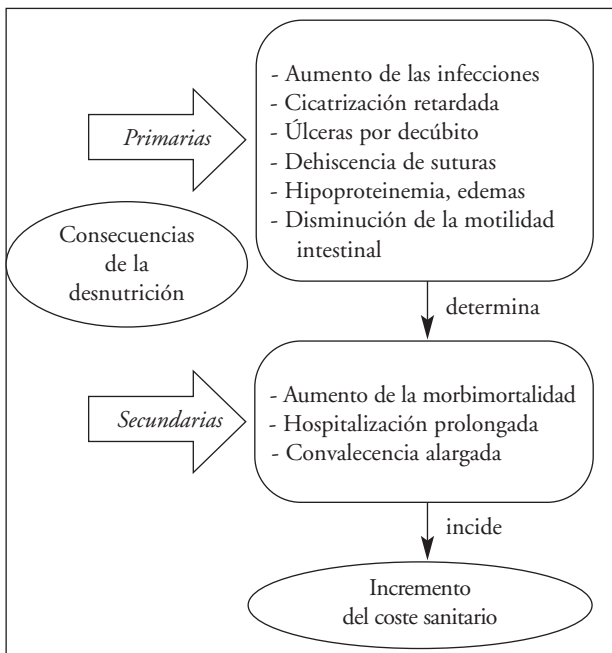 Consecuencias
de la
desnutrición
Primarias
- Aumento de las infecciones
- Cicatrización retardada
- Úlceras por decúbito
- Dehiscencia de suturas
- Hipoproteinemia, edemas
- Disminución de la motilidad
intestinal
determina
Secundarias
- Aumento de la morbimortalidad
- Hospitalización prolongada
- Convalecencia alargada
incide
Incremento
del coste sanitario